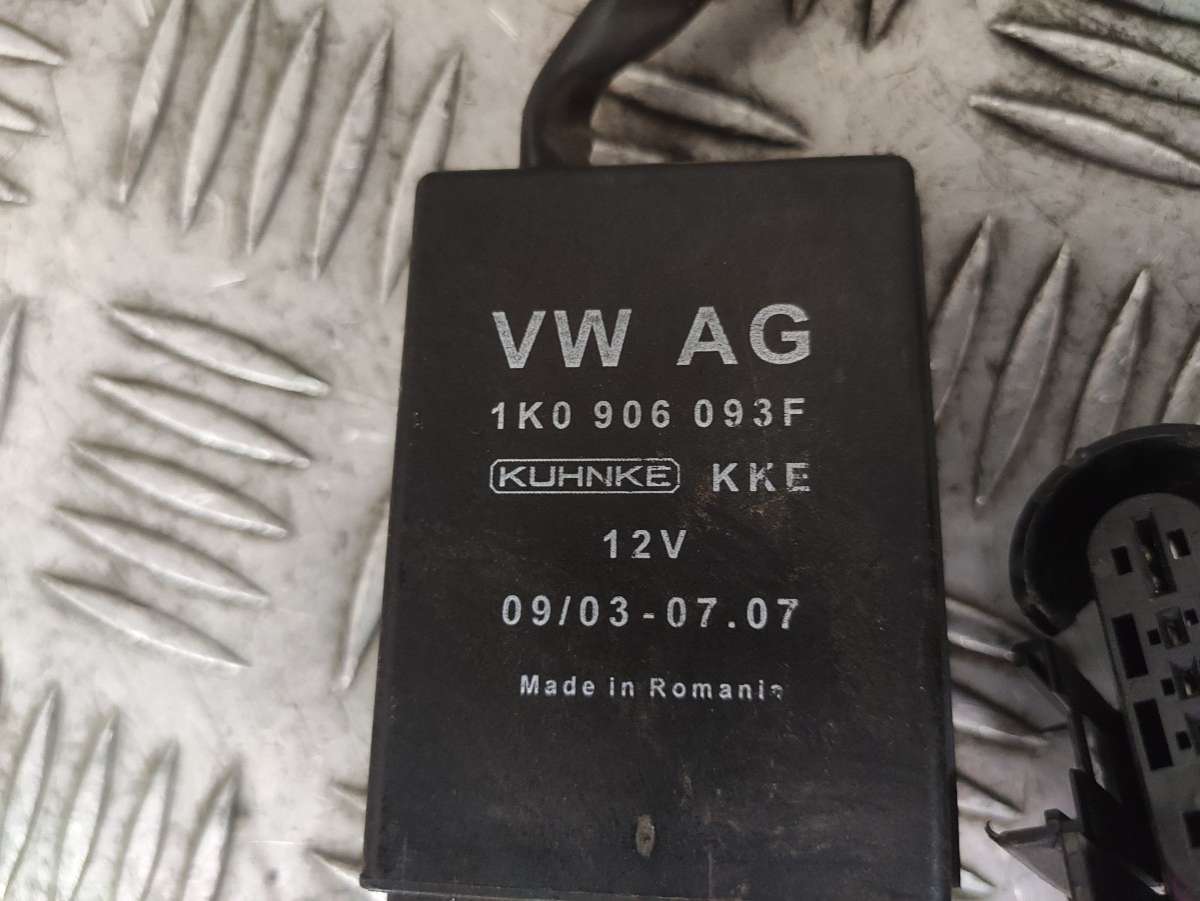 VW AG
1K0 906 093F
KUHNKE KKE
12V
09/03-07.07
Made in Romania